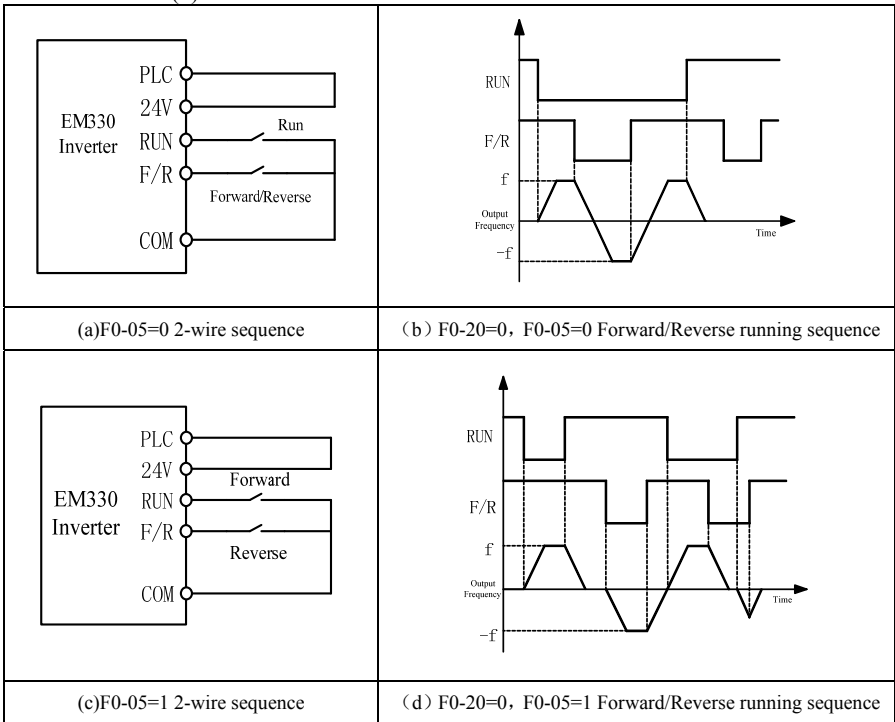 PLC
24V
EM330
Inverter
RUN
Run
F/R
Forward/Reverse
COM
RUN
F/R
f
Output
Frequency
Time
-f
(a)F0-05=0 2-wire sequence
（b）F0-20=0，F0-05=0 Forward/Reverse running sequence
PLC
24V
Forward
EM330
Inverter
RUN
F/R
Reverse
COM
RUN
F/R
f
Output
Frequency
Time
-f
(c)F0-05=1 2-wire sequence
（d）F0-20=0，F0-05=1 Forward/Reverse running sequence